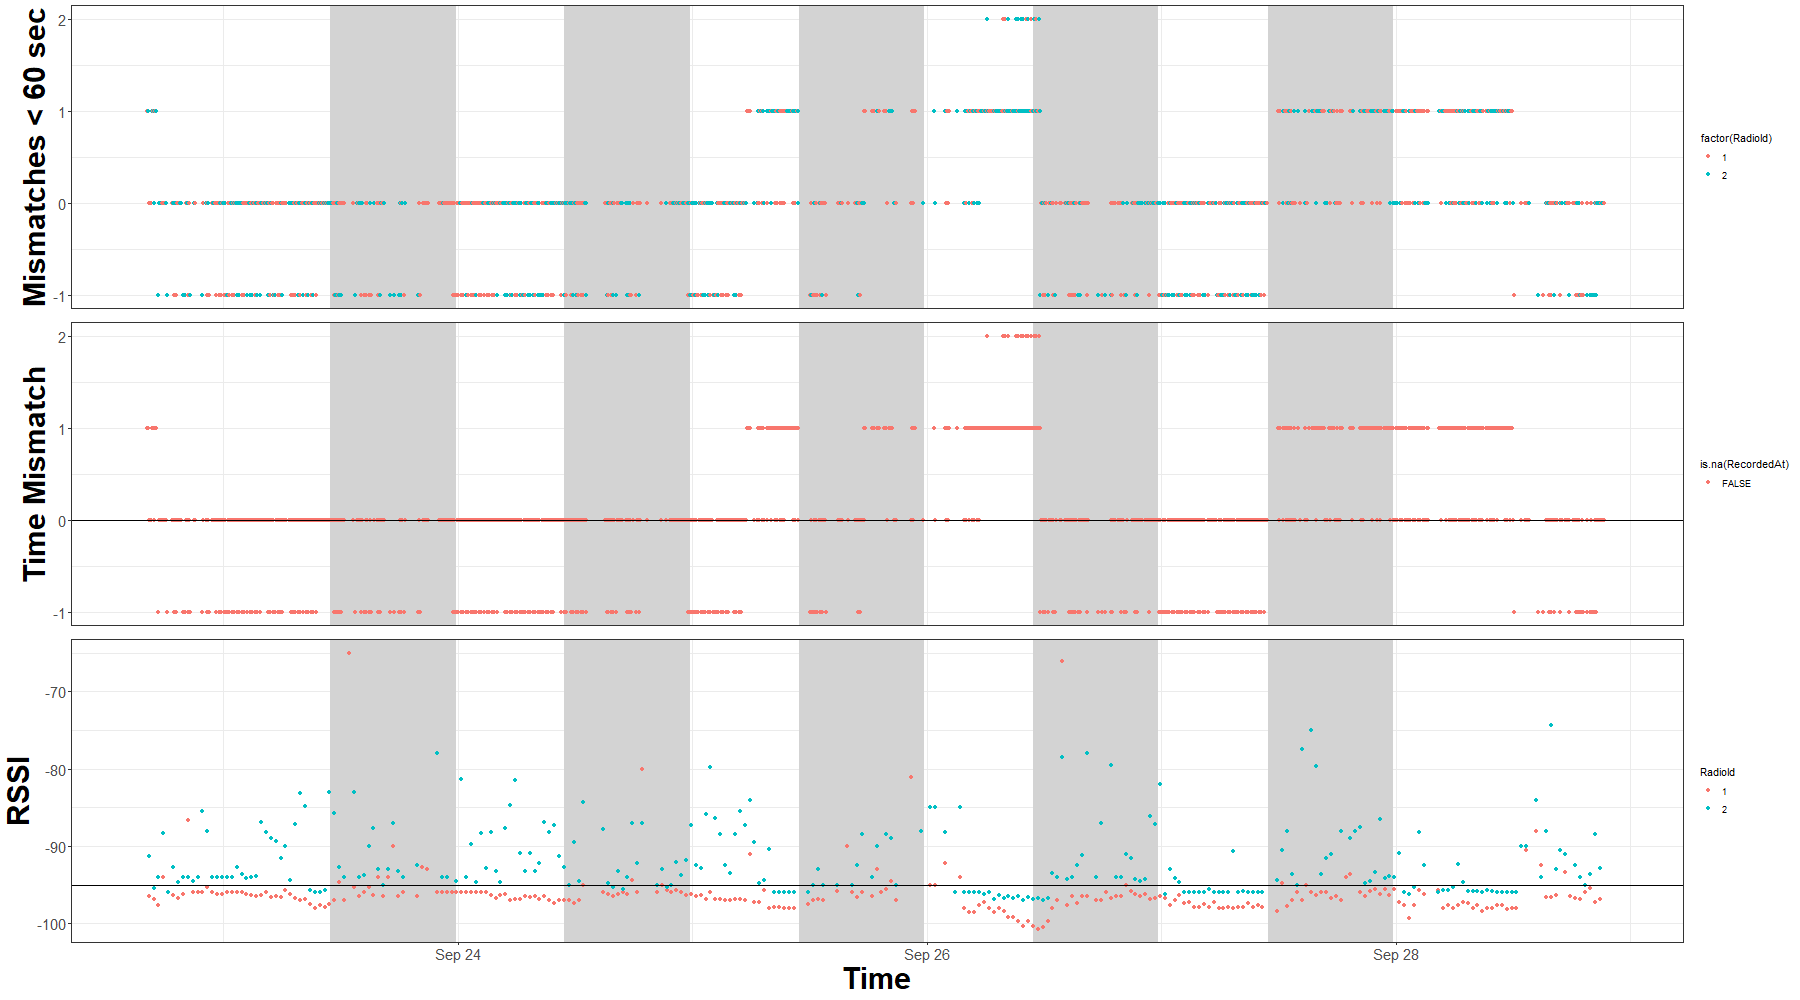 Mismatches < 60 sec
2
1
0
-1
factor(RadioId)
1
2
Time Mismatch
2
1
0
-1
is.na(RecordedAt)
FALSE
RSSI
-70
-80
-90
-100
RadioId
1
2
Sep 24
Sep 26
Sep 28
Time